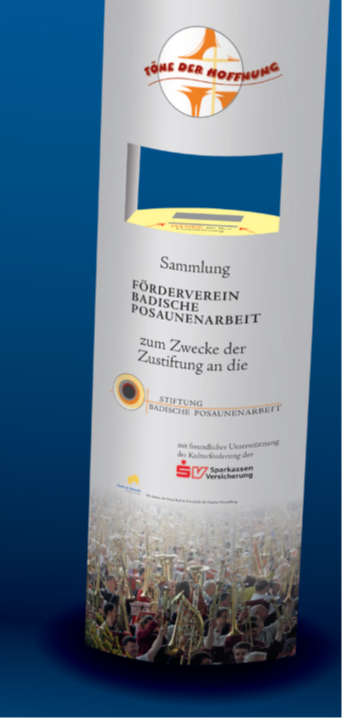 TÖNE DER HOFFNUNG
Sammlung
FÖRDERVEREIN
BADISCHE
POSAUNENARBEIT
zum Zwecke der
Zustiftung an die
STIFTUNG
BADISCHE POSAUNENARBEIT
mit freundlicher Unterstützung
der Kulturförderung der
SV Sparkassen
Versicherung